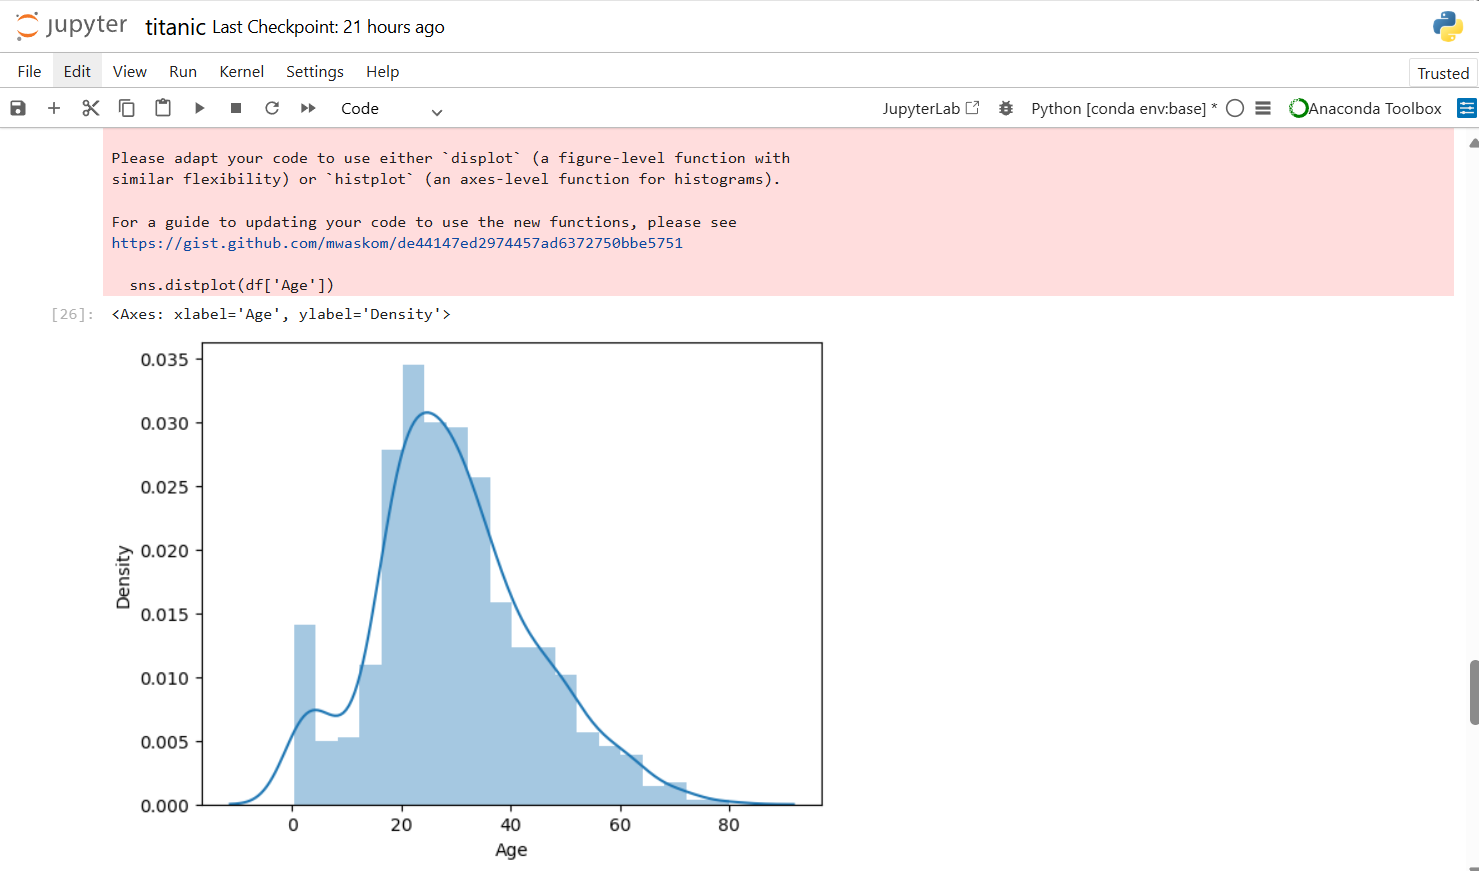 jupyter titanic Last Checkpoint: 21 hours ago
File Edit View Run Kernel Settings Help
Trusted
Code
JupyterLab
Python [conda env:base] *
Anaconda Toolbox
Please adapt your code to use either `displot` (a figure-level function with
similar flexibility) or `histplot` (an axes-level function for histograms).
For a guide to updating your code to use the new functions, please see
https://gist.github.com/mwaskom/de44147ed2974457ad6372750bbe5751
sns.distplot(df['Age'])
[26]: <Axes: xlabel='Age', ylabel='Density'>
0.035
0.030
0.025
0.020
0.015
0.010
0.005
0.000
Density
0 20 40 60 80
Age